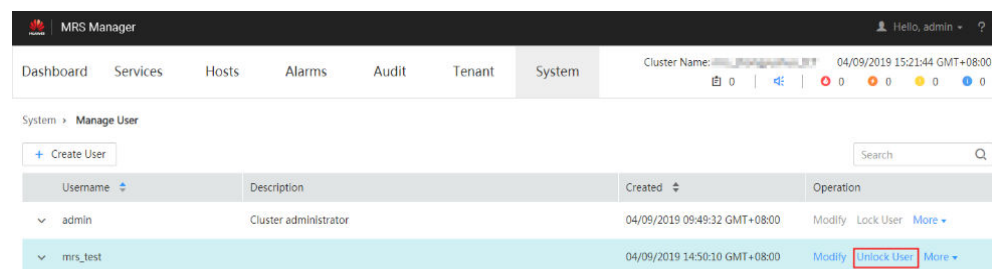 HUAWEI MRS Manager Hello, admin ?
Dashboard Services Hosts Alarms Audit Tenant System
Cluster Name: 04/09/2019 15:21:44 GMT+08:00
0 0 0 0 0
System > Manage User
+ Create User Search
Username Description Created Operation
admin Cluster administrator 04/09/2019 09:49:32 GMT+08:00 Modify Lock User More
mrs_test 04/09/2019 14:50:10 GMT+08:00 Modify Unlock User More